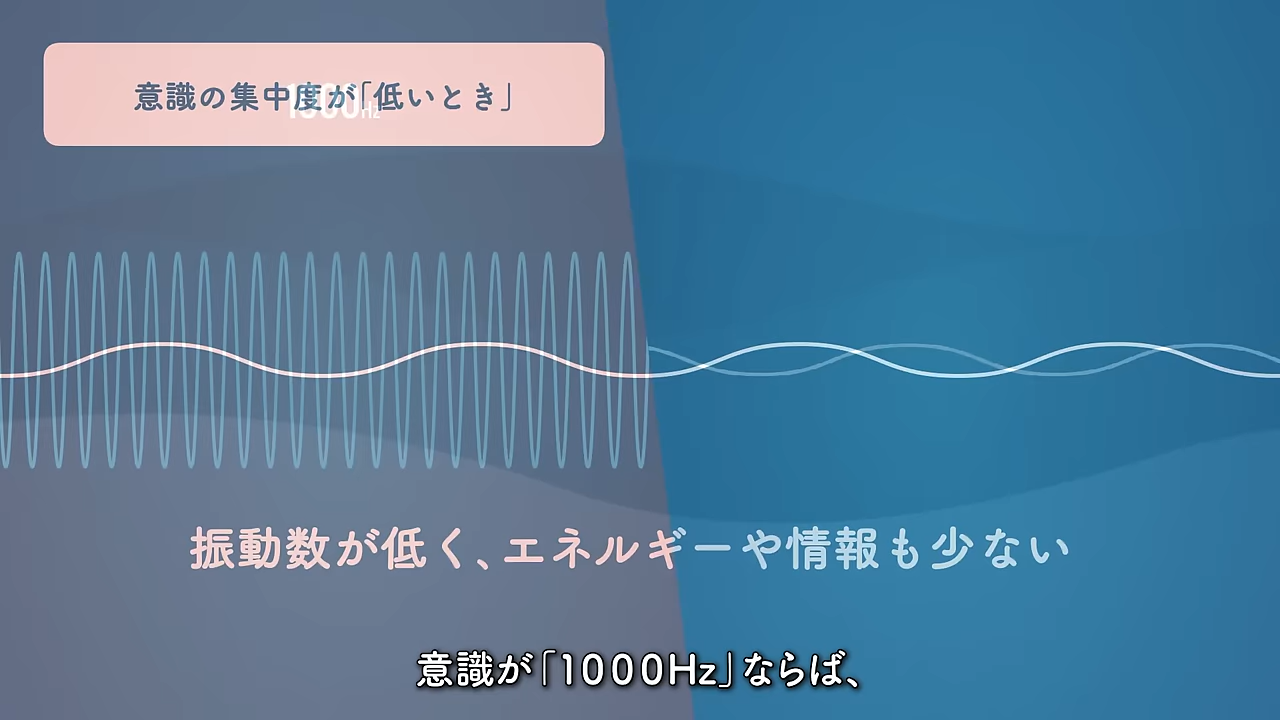 意識の集中度が「低いとき」
1000Hz
振動数が低く、エネルギーや情報も少ない
意識が「1000Hz」ならば、